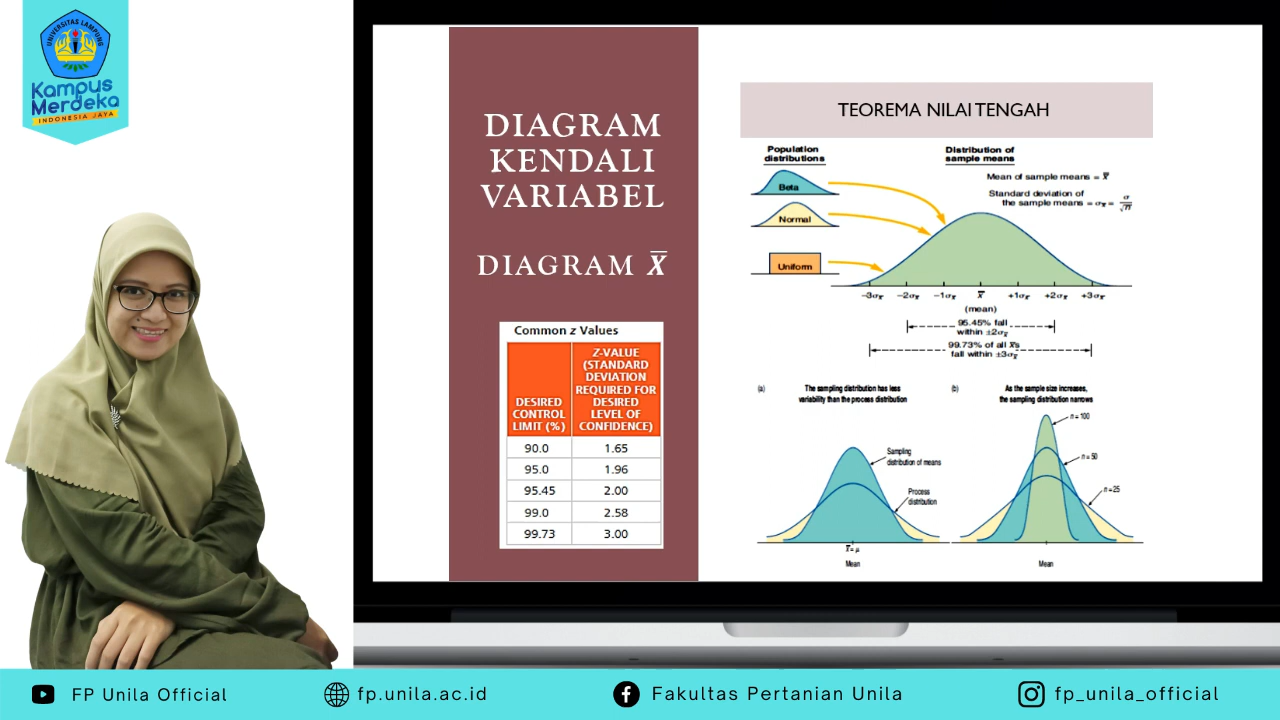 UNIVERSITAS LAMPUNG
Kampus
Merdeka
INDONESIA JAYA
DIAGRAM
KENDALI
VARIABEL
DIAGRAM X̅
Common z Values
DESIRED CONTROL LIMIT (%) Z-VALUE (STANDARD DEVIATION REQUIRED FOR DESIRED LEVEL OF CONFIDENCE)
90.0 1.65
95.0 1.96
95.45 2.00
99.0 2.58
99.73 3.00
TEOREMA NILAI TENGAH
Population
distributions
Beta
Normal
Uniform
Distribution of
sample means
Mean of sample means = x̿
Standard deviation of
the sample means = σx̅ = σ/√n
−3σx̅ −2σx̅ −1σx̅ x̿ +1σx̅ +2σx̅ +3σx̅
(mean)
95.45% fall
within ±2σx̅
99.73% of all x̅s
fall within ±3σx̅
(a) The sampling distribution has less
variability than the process distribution
Sampling
distribution of means
Process
distribution
x̿ = μ
Mean
(b) As the sample size increases,
the sampling distribution narrows
n = 100
n = 50
n = 25
Mean
FP Unila Official
fp.unila.ac.id
Fakultas Pertanian Unila
fp_unila_official